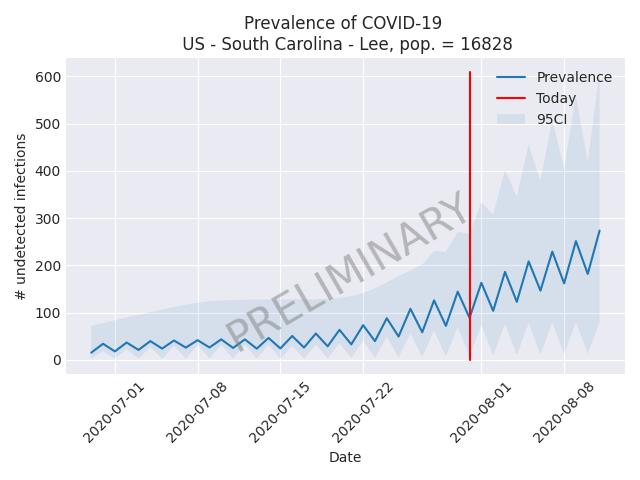 Prevalence of COVID-19
US - South Carolina - Lee, pop. = 16828
# undetected infections
600
500
400
300
200
100
0
Prevalence
Today
95CI
PRELIMINARY
2020-07-01
2020-07-08
2020-07-15
2020-07-22
2020-08-01
2020-08-08
Date